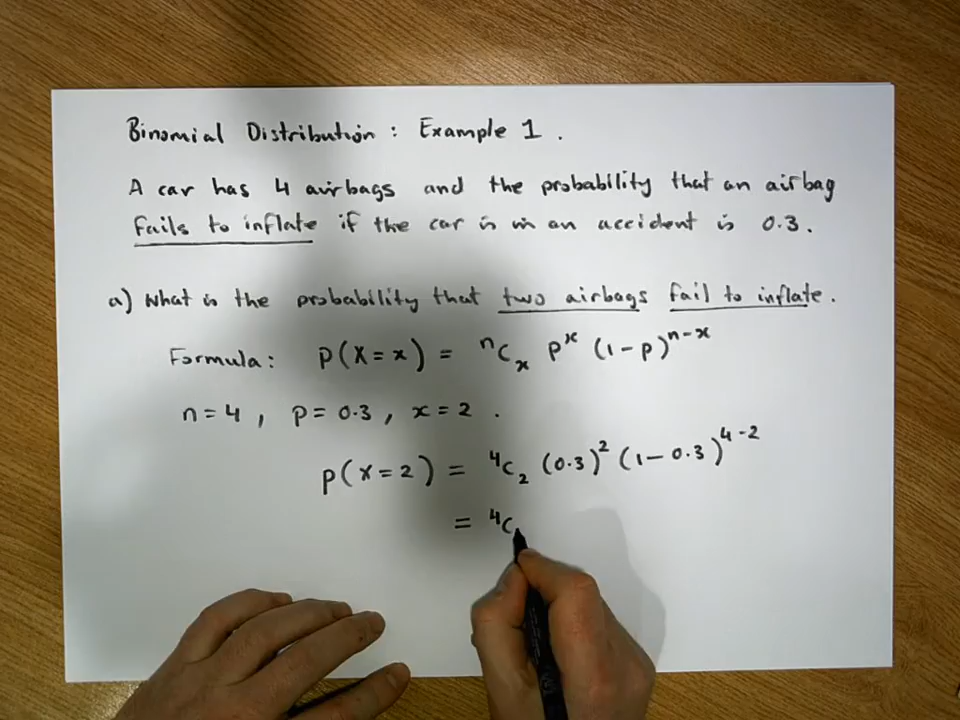 Binomial Distribution : Example 1 .
A car has 4 airbags and the probability that an airbag
fails to inflate if the car is in an accident is 0.3 .
a) What is the probability that two airbags fail to inflate .
Formula : P(X = x) = ⁿCₓ pˣ (1-p)ⁿ⁻ˣ
n = 4 , p = 0.3 , x = 2 .
P(X = 2) = ⁴C₂ (0.3)² (1 - 0.3)⁴⁻²
= ⁴C